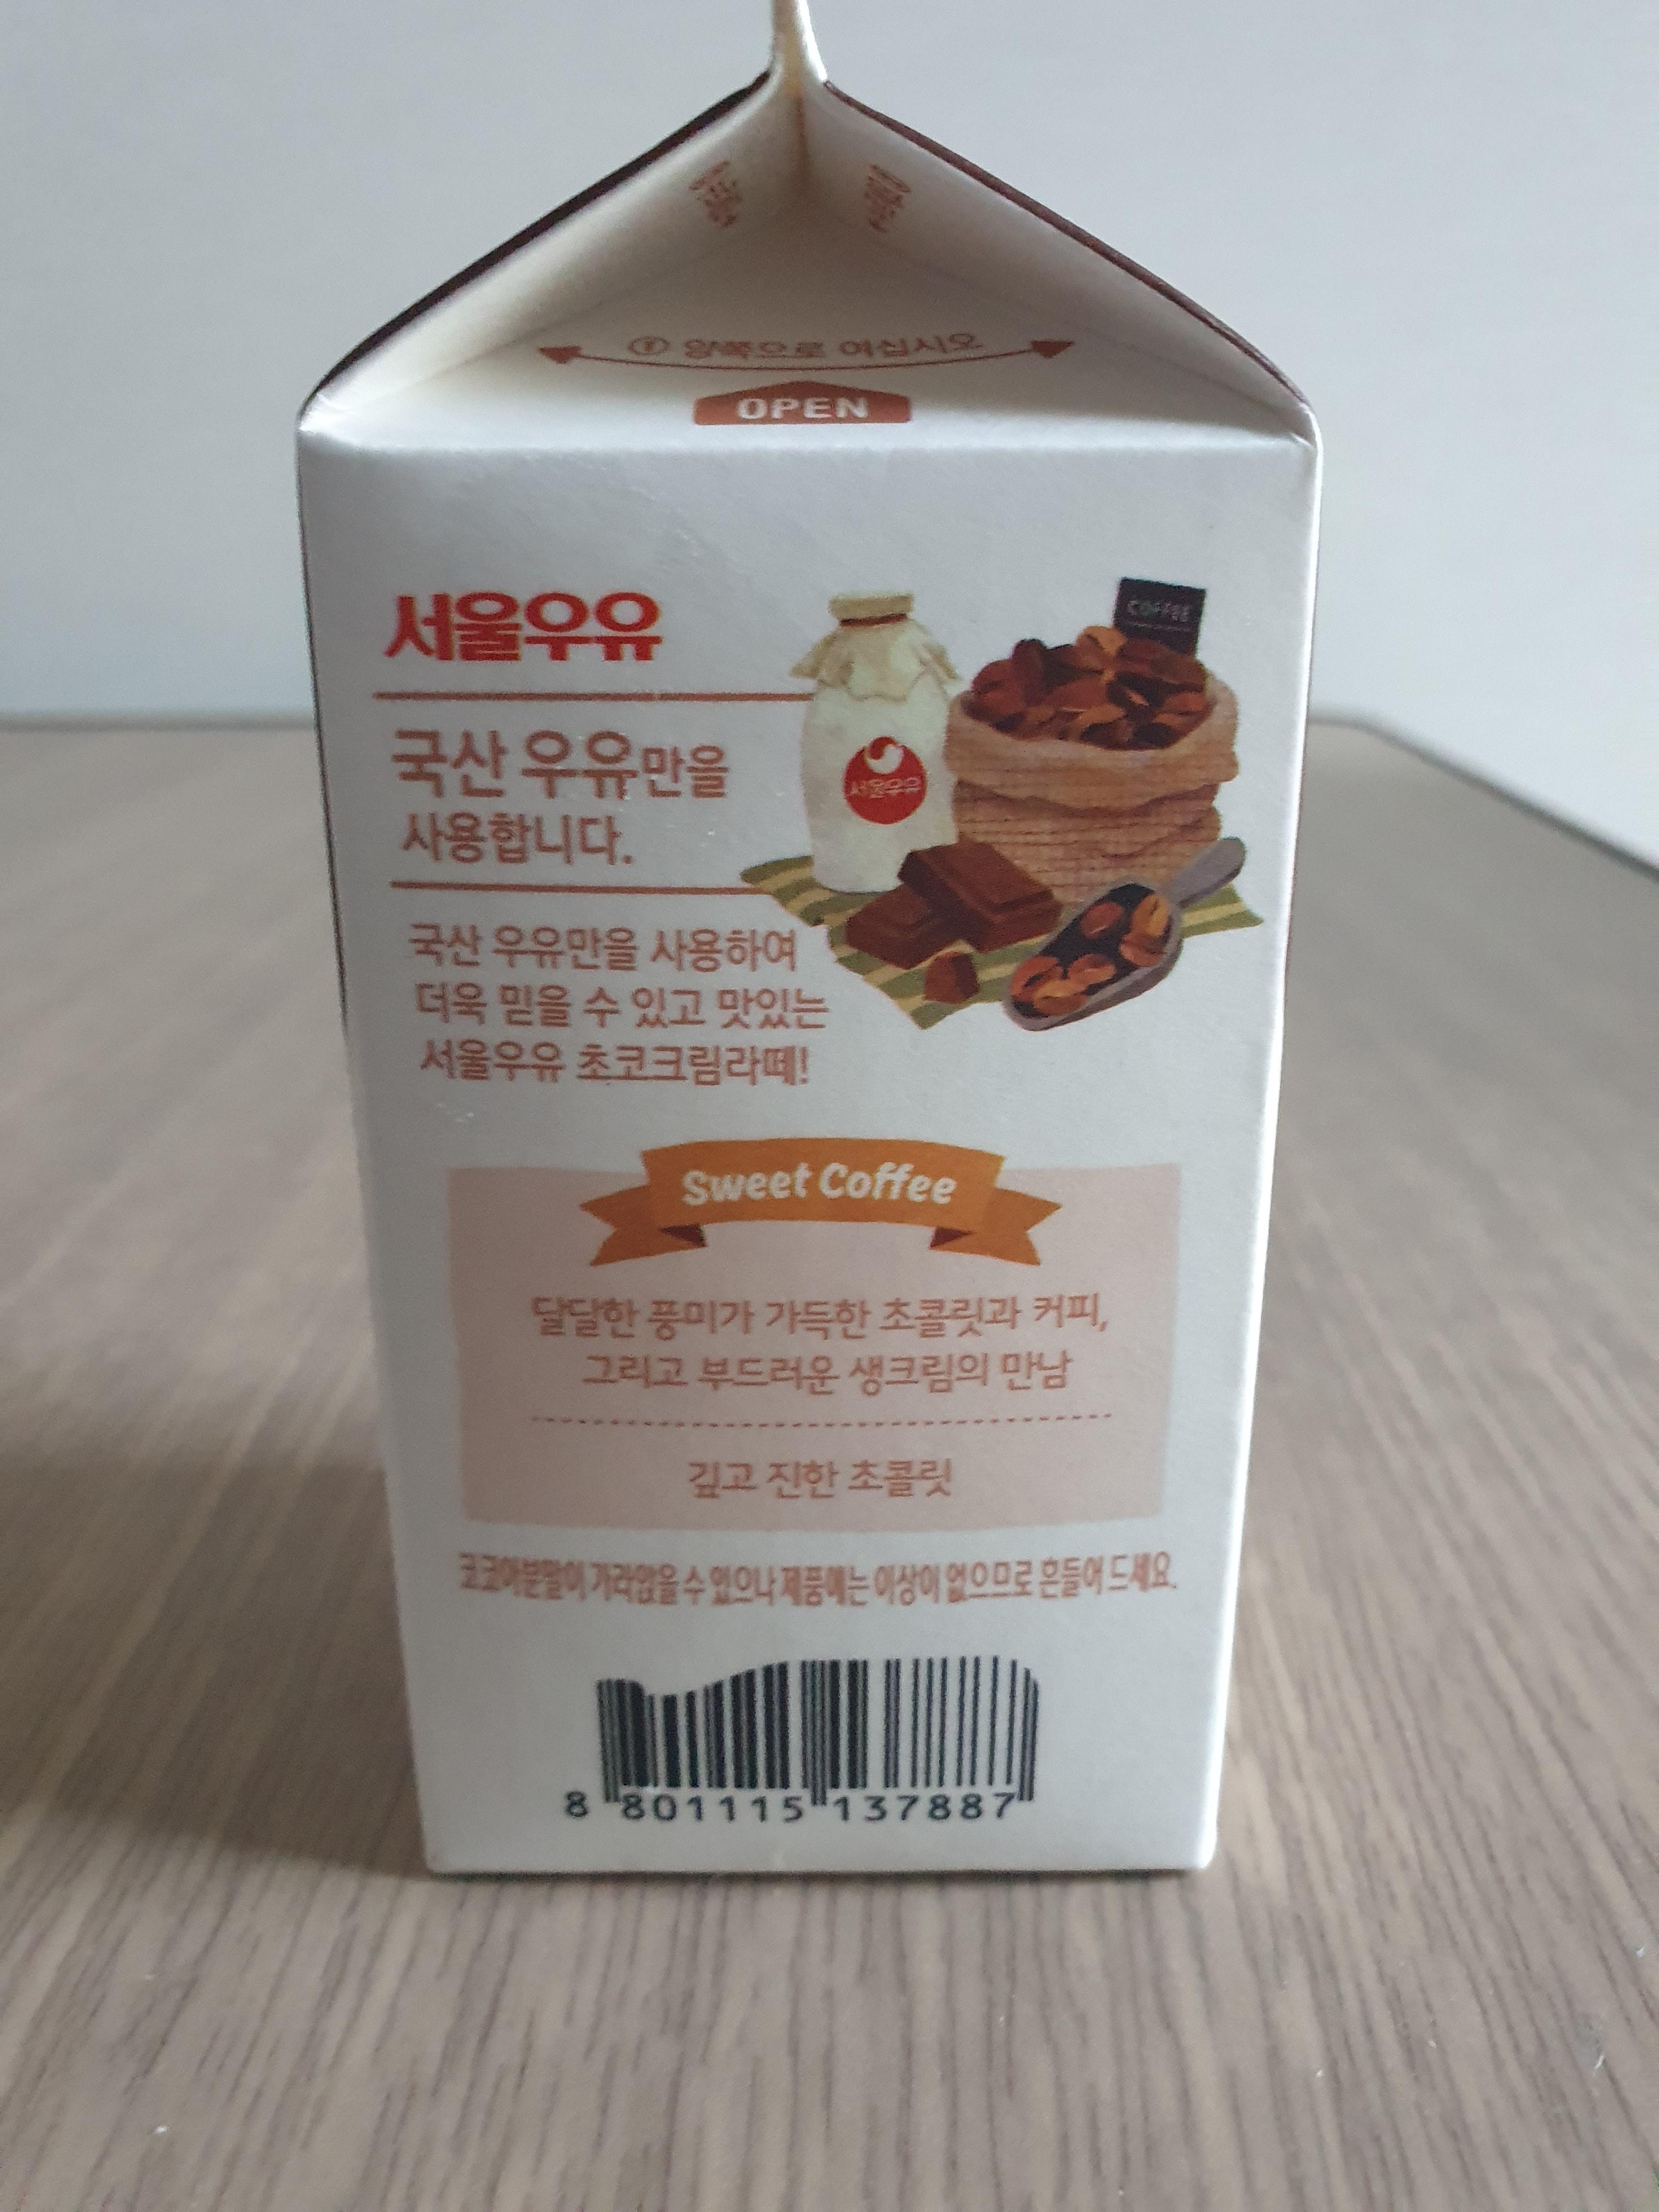 ① 양쪽으로 여십시오
OPEN
서울우유
COFFEE
국산 우유만을
사용합니다.
서울우유
국산 우유만을 사용하여
더욱 믿을 수 있고 맛있는
서울우유 초코크림라떼!
Sweet Coffee
달달한 풍미가 가득한 초콜릿과 커피,
그리고 부드러운 생크림의 만남
깊고 진한 초콜릿
코코아분말이 가라앉을 수 있으나 제품에는 이상이 없으므로 흔들어 드세요.
8 801115 137887